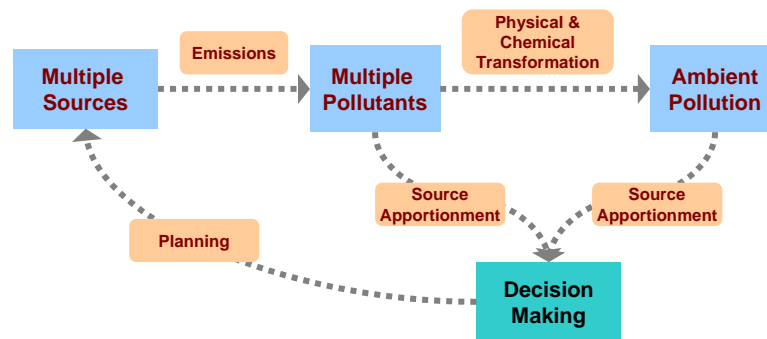 Emissions
Physical &
Chemical
Transformation
Multiple
Sources
Multiple
Pollutants
Ambient
Pollution
Source
Apportionment
Source
Apportionment
Planning
Decision
Making